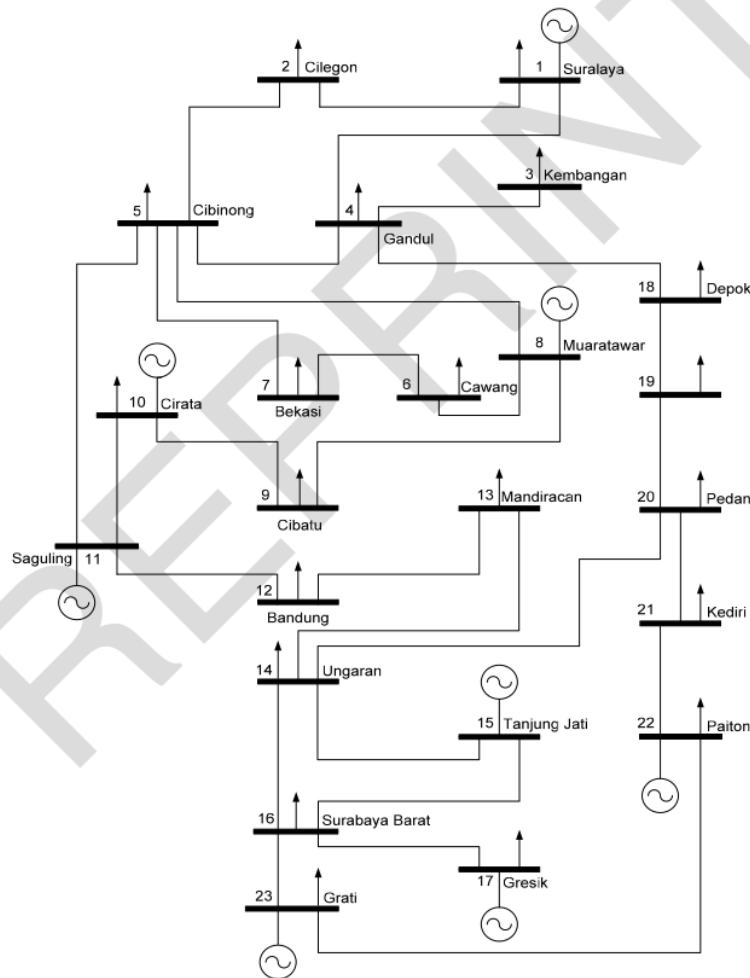 2 Cilegon
1 Suralaya
3 Kembangan
5 Cibinong
4
Gandul
18 Depok
8 Muaratawar
10 Cirata
7
Bekasi
6 Cawang
19
9
Cibatu
13 Mandiracan
20 Pedan
Saguling 11
12
Bandung
21 Kediri
14 Ungaran
15 Tanjung Jati
22 Paiton
16 Surabaya Barat
17 Gresik
23 Grati
REPRINT